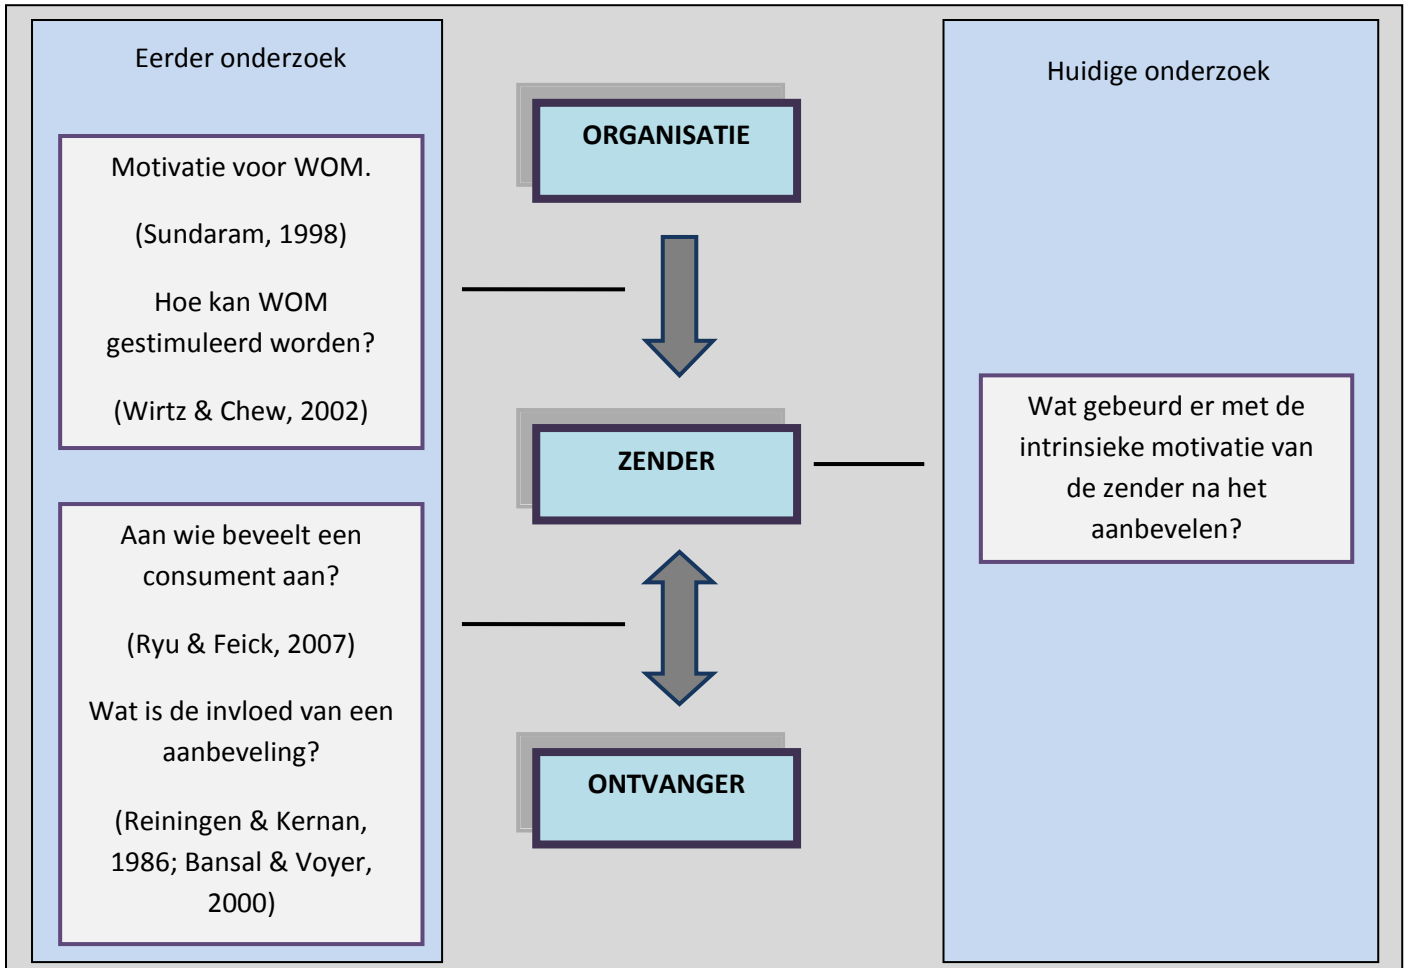 Eerder onderzoek
Motivatie voor WOM.
(Sundaram, 1998)
Hoe kan WOM
gestimuleerd worden?
(Wirtz & Chew, 2002)
Aan wie beveelt een
consument aan?
(Ryu & Feick, 2007)
Wat is de invloed van een
aanbeveling?
(Reiningen & Kernan,
1986; Bansal & Voyer,
2000)
ORGANISATIE
ZENDER
ONTVANGER
Huidige onderzoek
Wat gebeurd er met de
intrinsieke motivatie van
de zender na het
aanbevelen?